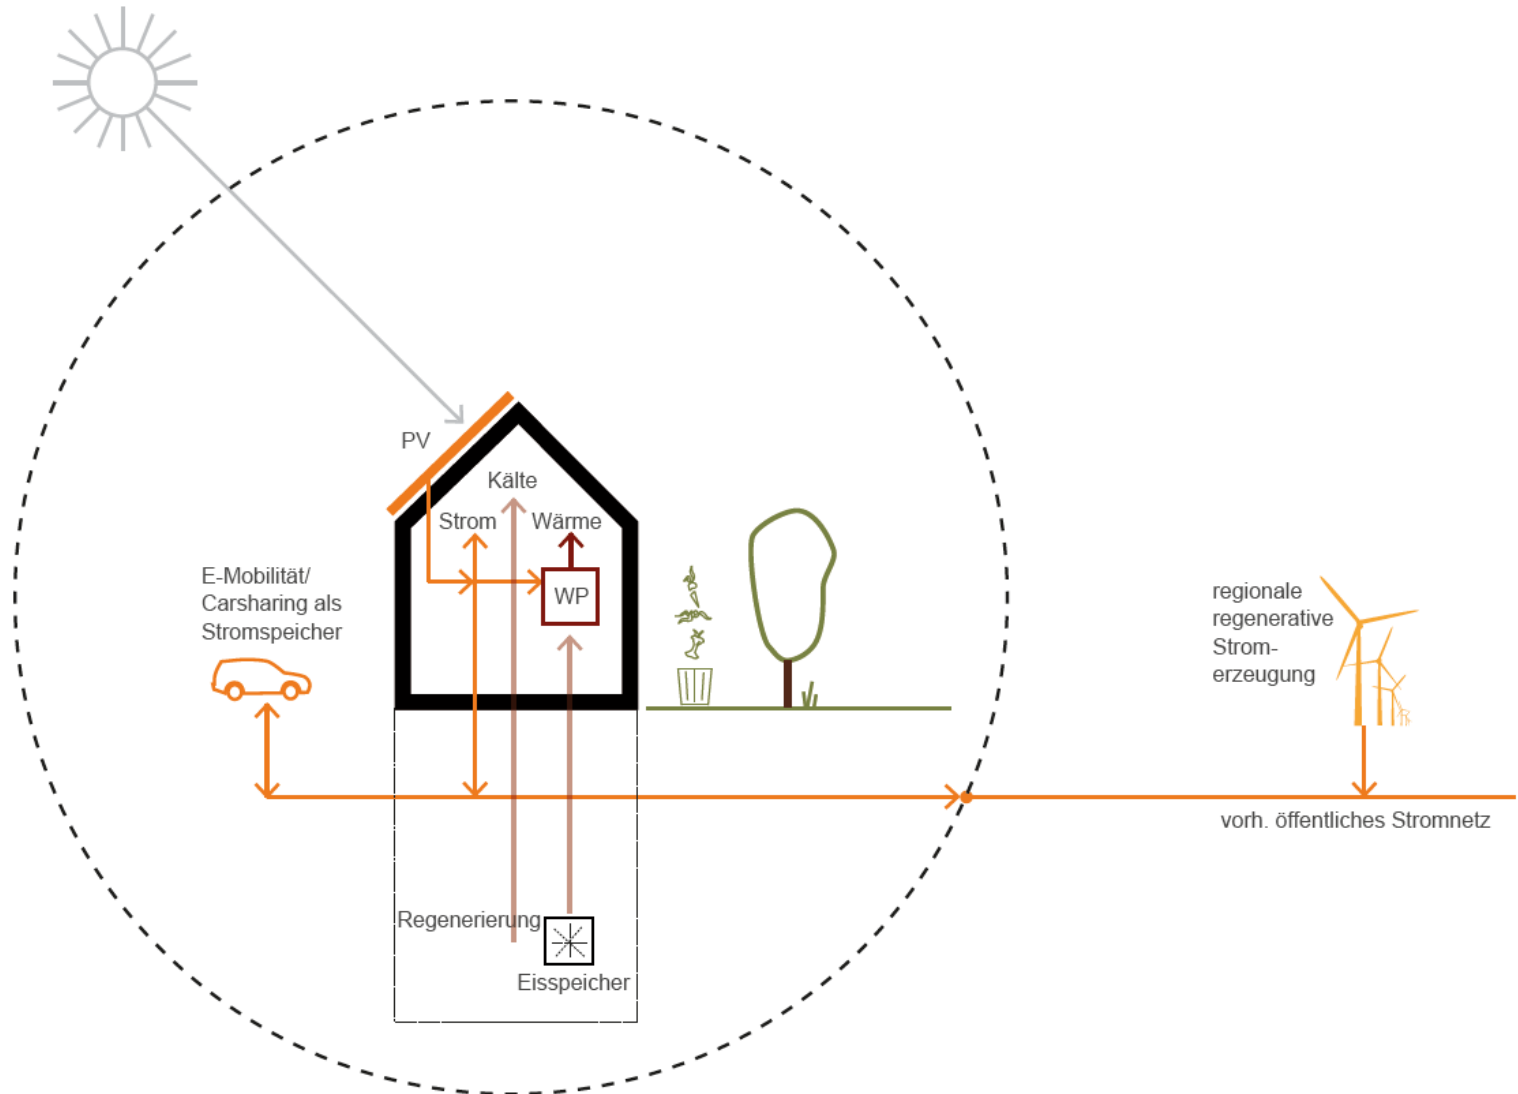 PV
Kälte
Strom
Wärme
WP
E-Mobilität/
Carsharing als
Stromspeicher
regionale
regenerative
Strom-
erzeugung
vorh. öffentliches Stromnetz
Regenerierung
Eisspeicher